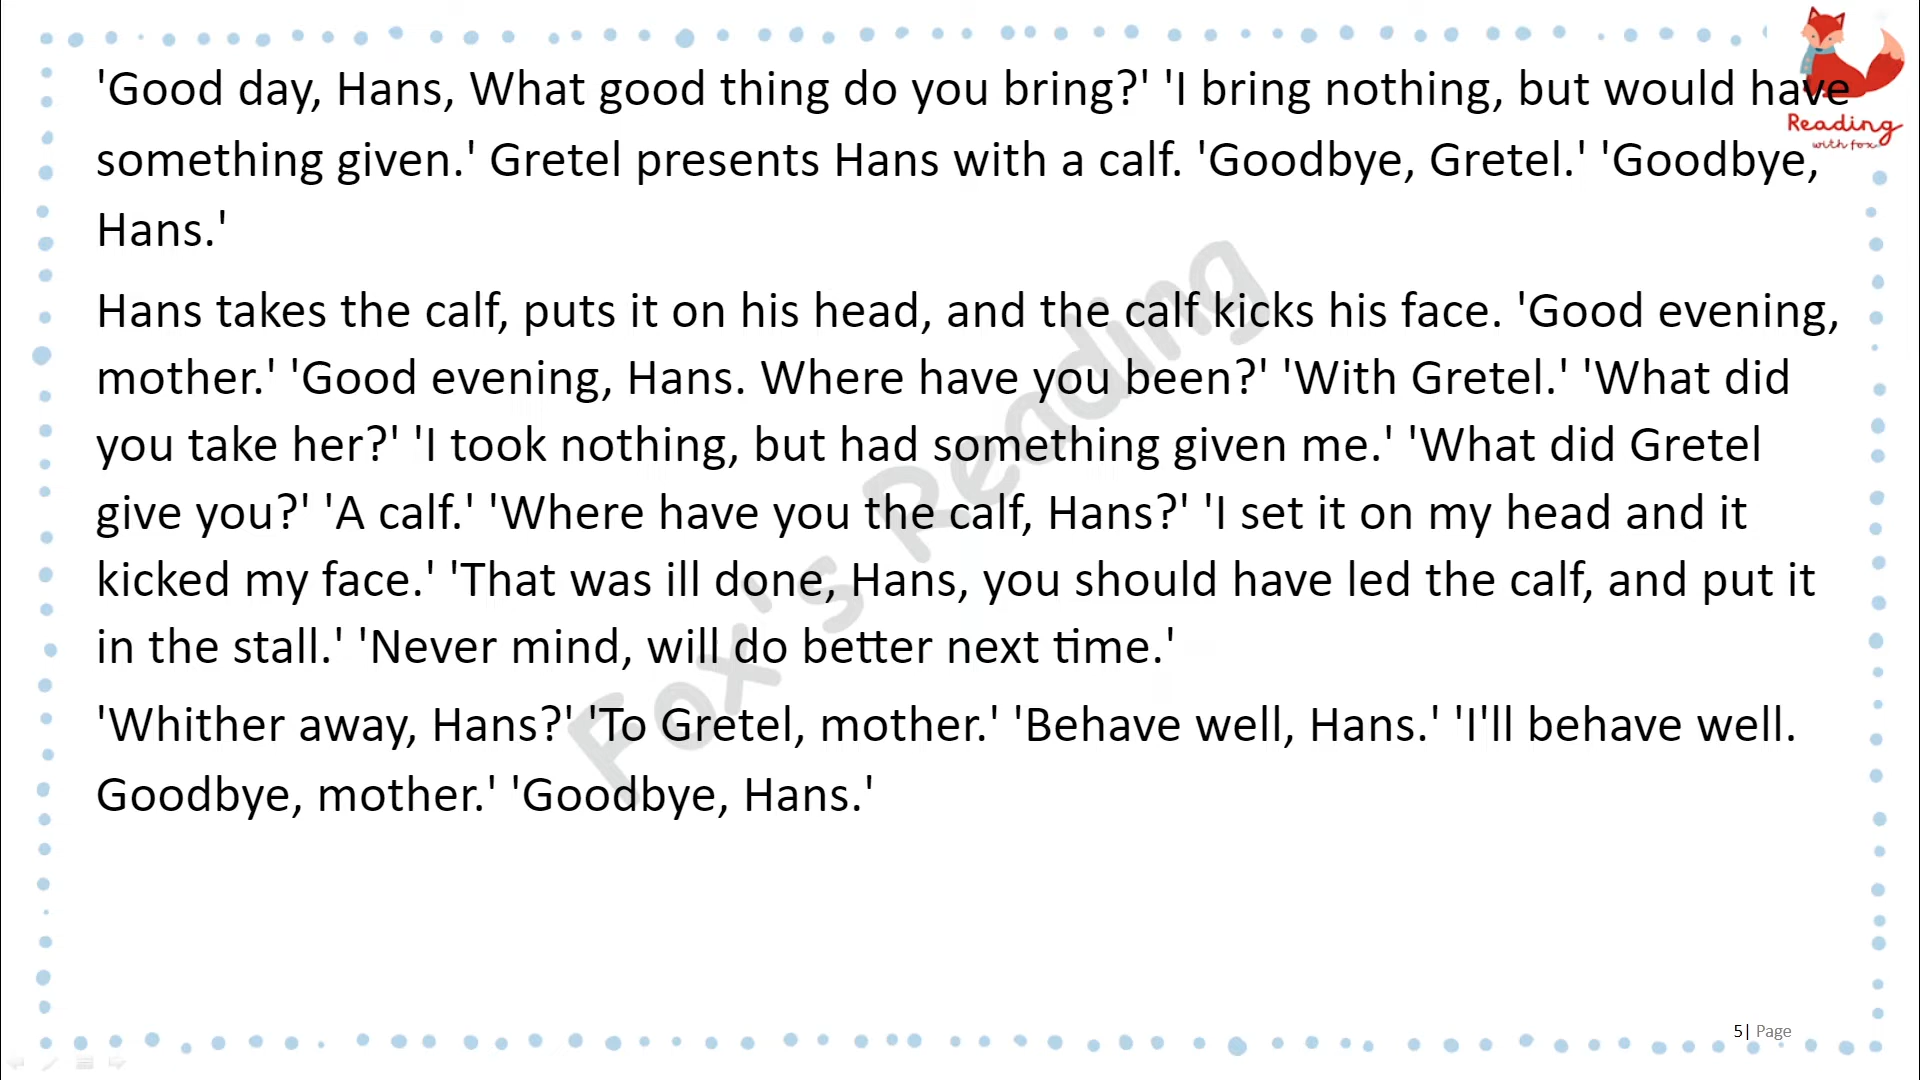 'Good day, Hans, What good thing do you bring?' 'I bring nothing, but would have
something given.' Gretel presents Hans with a calf. 'Goodbye, Gretel.' 'Goodbye,
Hans.'
Hans takes the calf, puts it on his head, and the calf kicks his face. 'Good evening,
mother.' 'Good evening, Hans. Where have you been?' 'With Gretel.' 'What did
you take her?' 'I took nothing, but had something given me.' 'What did Gretel
give you?' 'A calf.' 'Where have you the calf, Hans?' 'I set it on my head and it
kicked my face.' 'That was ill done, Hans, you should have led the calf, and put it
in the stall.' 'Never mind, will do better next time.'
'Whither away, Hans?' 'To Gretel, mother.' 'Behave well, Hans.' 'I'll behave well.
Goodbye, mother.' 'Goodbye, Hans.'
Reading
with fox
Fox's Reading
5| Page